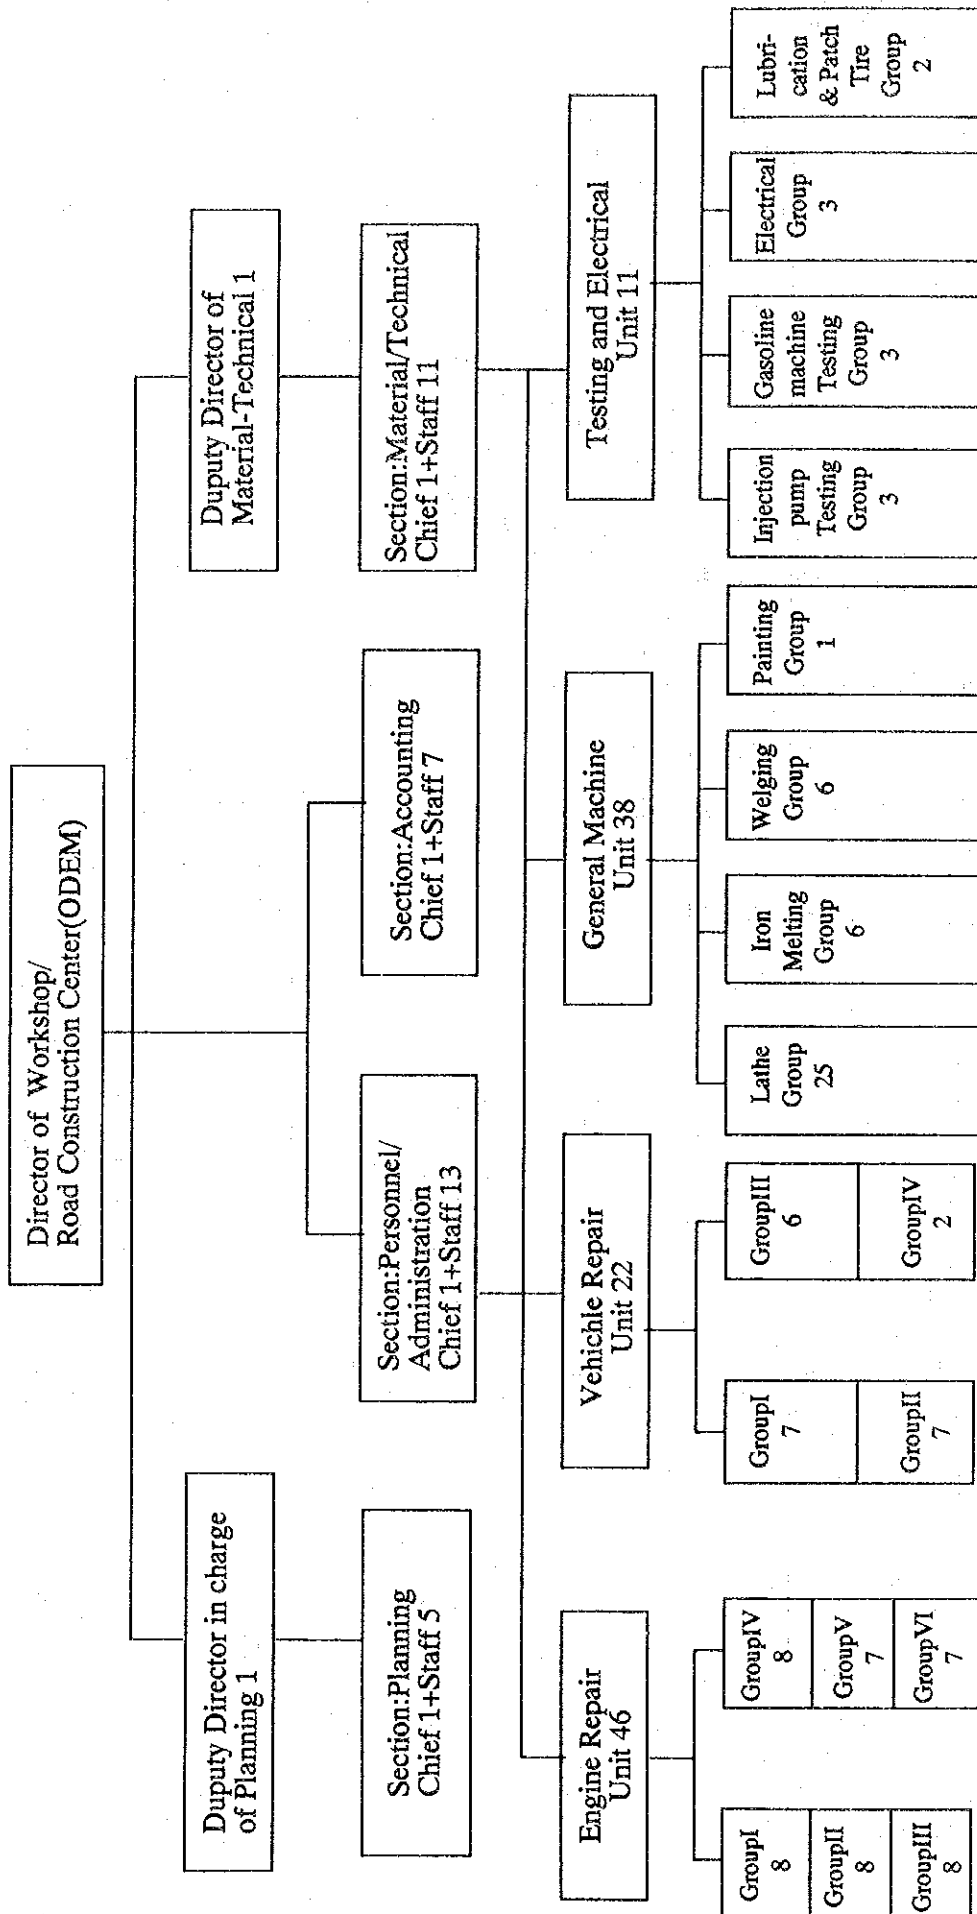 Director of Workshop/
Road Construction Center(ODEM)
Duputy Director in charge
of Planning 1
Duputy Director of
Material-Technical 1
Section:Planning
Chief 1+Staff 5
Section:Personnel/
Administration
Chief 1+Staff 13
Section:Accounting
Chief 1+Staff 7
Section:Material/Technical
Chief 1+Staff 11
Engine Repair
Unit 46
Vehichle Repair
Unit 22
General Machine
Unit 38
Testing and Electrical
Unit 11
GroupI
8
GroupII
8
GroupIII
8
GroupIV
8
GroupV
7
GroupVI
7
GroupI
7
GroupII
7
GroupIII
6
GroupIV
2
Lathe
Group
25
Iron
Melting
Group
6
Welging
Group
6
Painting
Group
1
Injection
pump
Testing
Group
3
Gasoline
machine
Testing
Group
3
Electrical
Group
3
Lubri-
cation
& Patch
Tire
Group
2